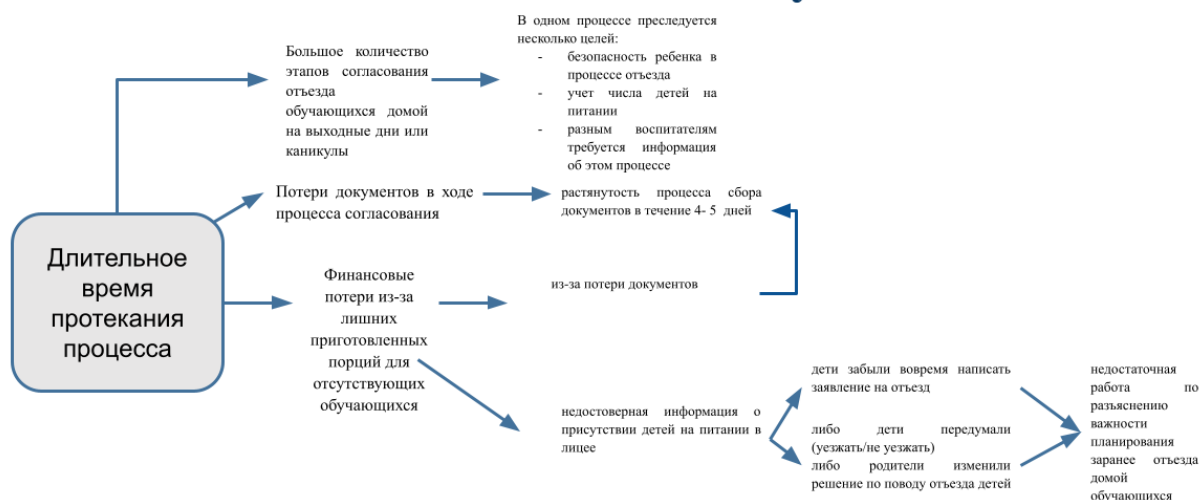 В одном процессе преследуется
несколько целей:
- безопасность ребенка в
процессе отъезда
- учет числа детей на
питании
- разным воспитателям
требуется информация
об этом процессе
Большое количество
этапов согласования
отъезда
обучающихся домой
на выходные дни или
каникулы
Потери документов в ходе
процесса согласования
растянутость процесса сбора
документов в течение 4- 5 дней
Длительное
время
протекания
процесса
Финансовые
потери из-за
лишних
приготовленных
порций для
отсутствующих
обучающихся
из-за потери документов
недостоверная информация о
присутствии детей на питании в
лицее
дети забыли вовремя написать
заявление на отъезд
либо дети передумали
(уезжать/не уезжать)
либо родители изменили
решение по поводу отъезда детей
недостаточная
работа по
разъяснению
важности
планирования
заранее отъезда
домой
обучающихся